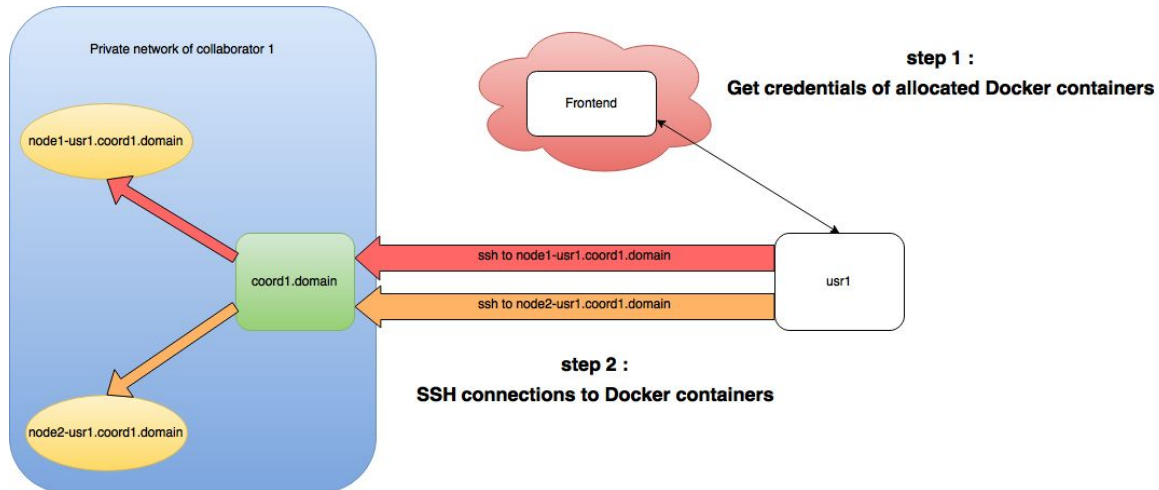 Private network of collaborator 1
step 1 :
Get credentials of allocated Docker containers
Frontend
node1-usr1.coord1.domain
ssh to node1-usr1.coord1.domain
coord1.domain
usr1
ssh to node2-usr1.coord1.domain
step 2 :
SSH connections to Docker containers
node2-usr1.coord1.domain